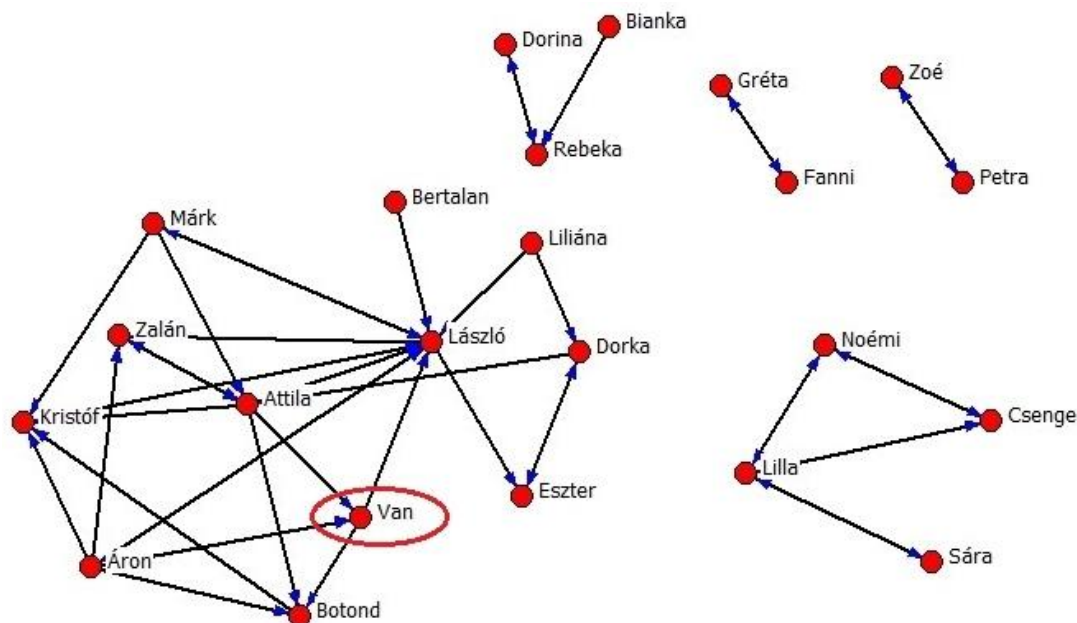 Bianka
Dorina
Zoé
Gréta
Rebeka
Fanni
Petra
Bertalan
Márk
Liliána
Zalán
László
Dorka
Noémi
Attila
Kristóf
Csenge
Lilla
Eszter
Van
Áron
Sára
Botond